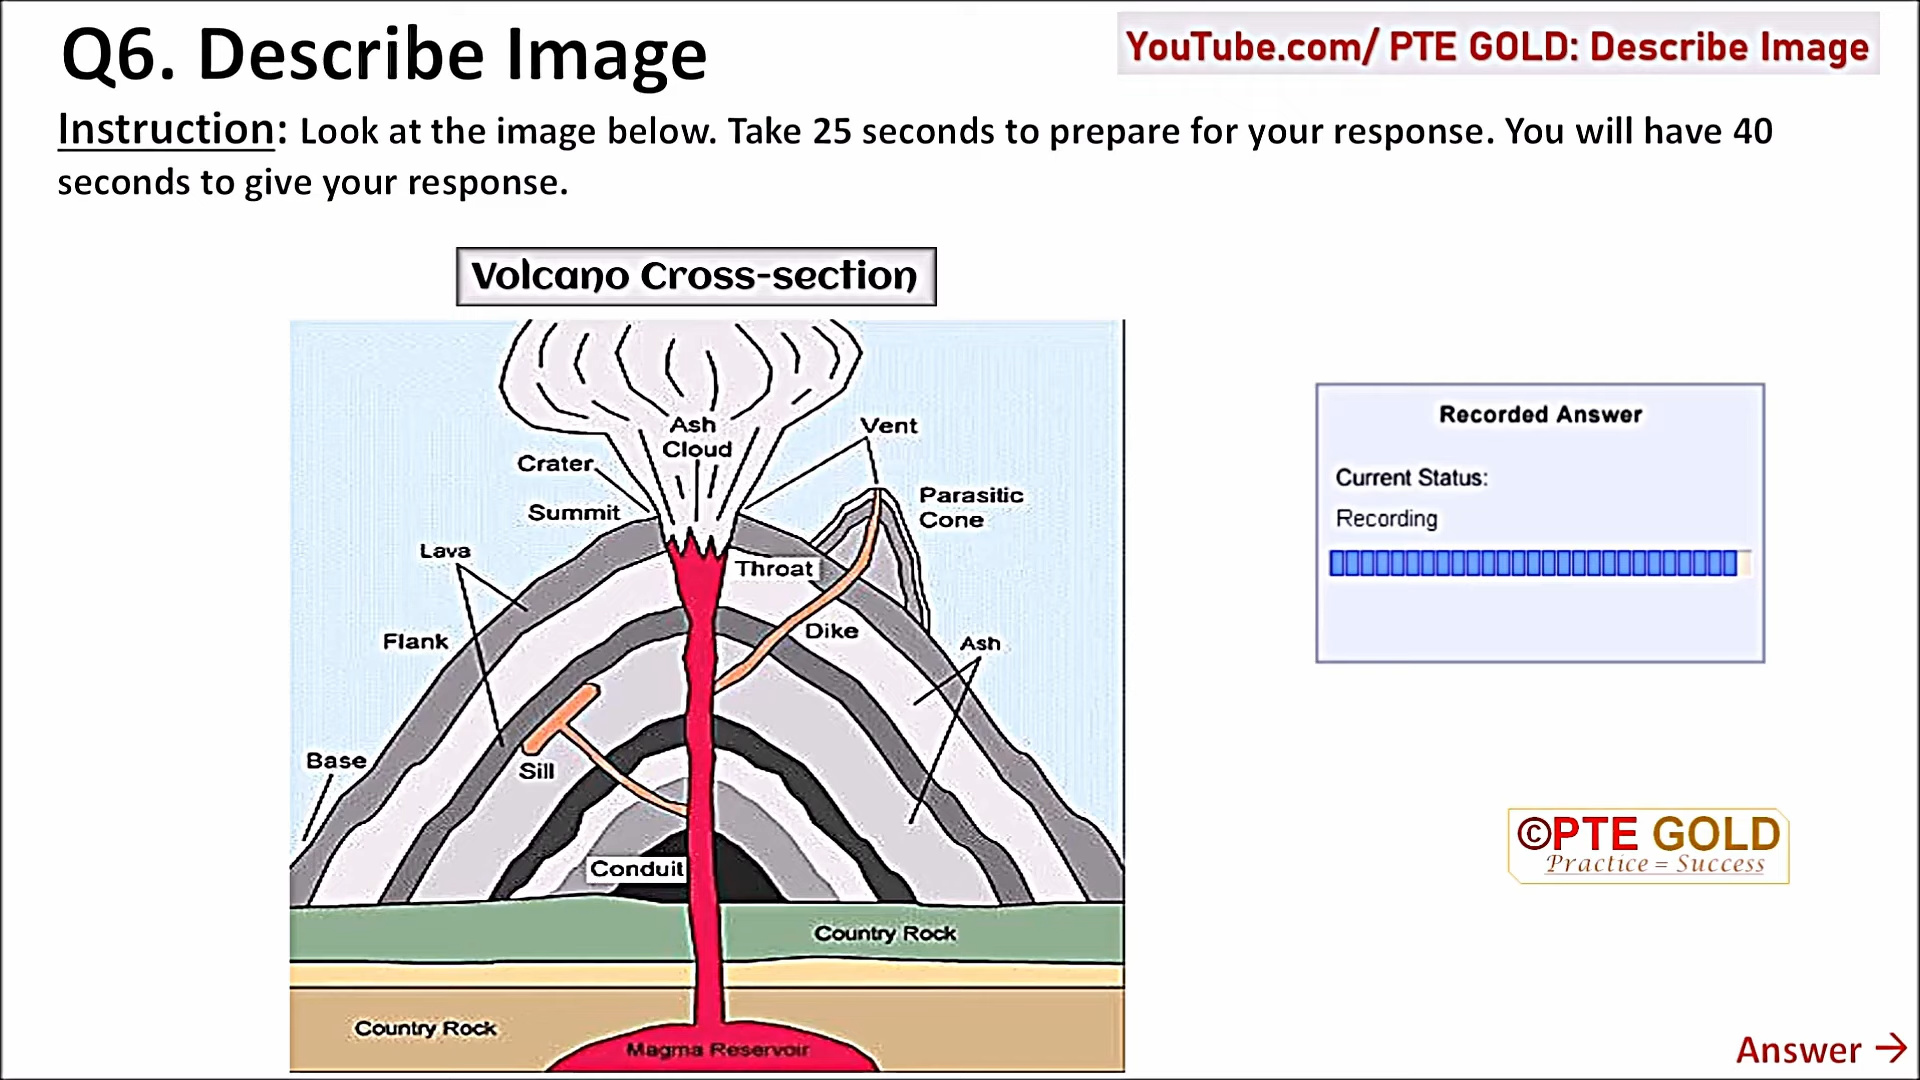 Q6. Describe Image
YouTube.com/ PTE GOLD: Describe Image
Instruction: Look at the image below. Take 25 seconds to prepare for your response. You will have 40
seconds to give your response.
Volcano Cross-section
Ash
Cloud
Vent
Crater
Parasitic
Cone
Summit
Lava
Throat
Flank
Dike
Ash
Base
Sill
Conduit
Country Rock
Country Rock
Magma Reservoir
Recorded Answer
Current Status:
Recording
©PTE GOLD
Practice = Success
Answer →